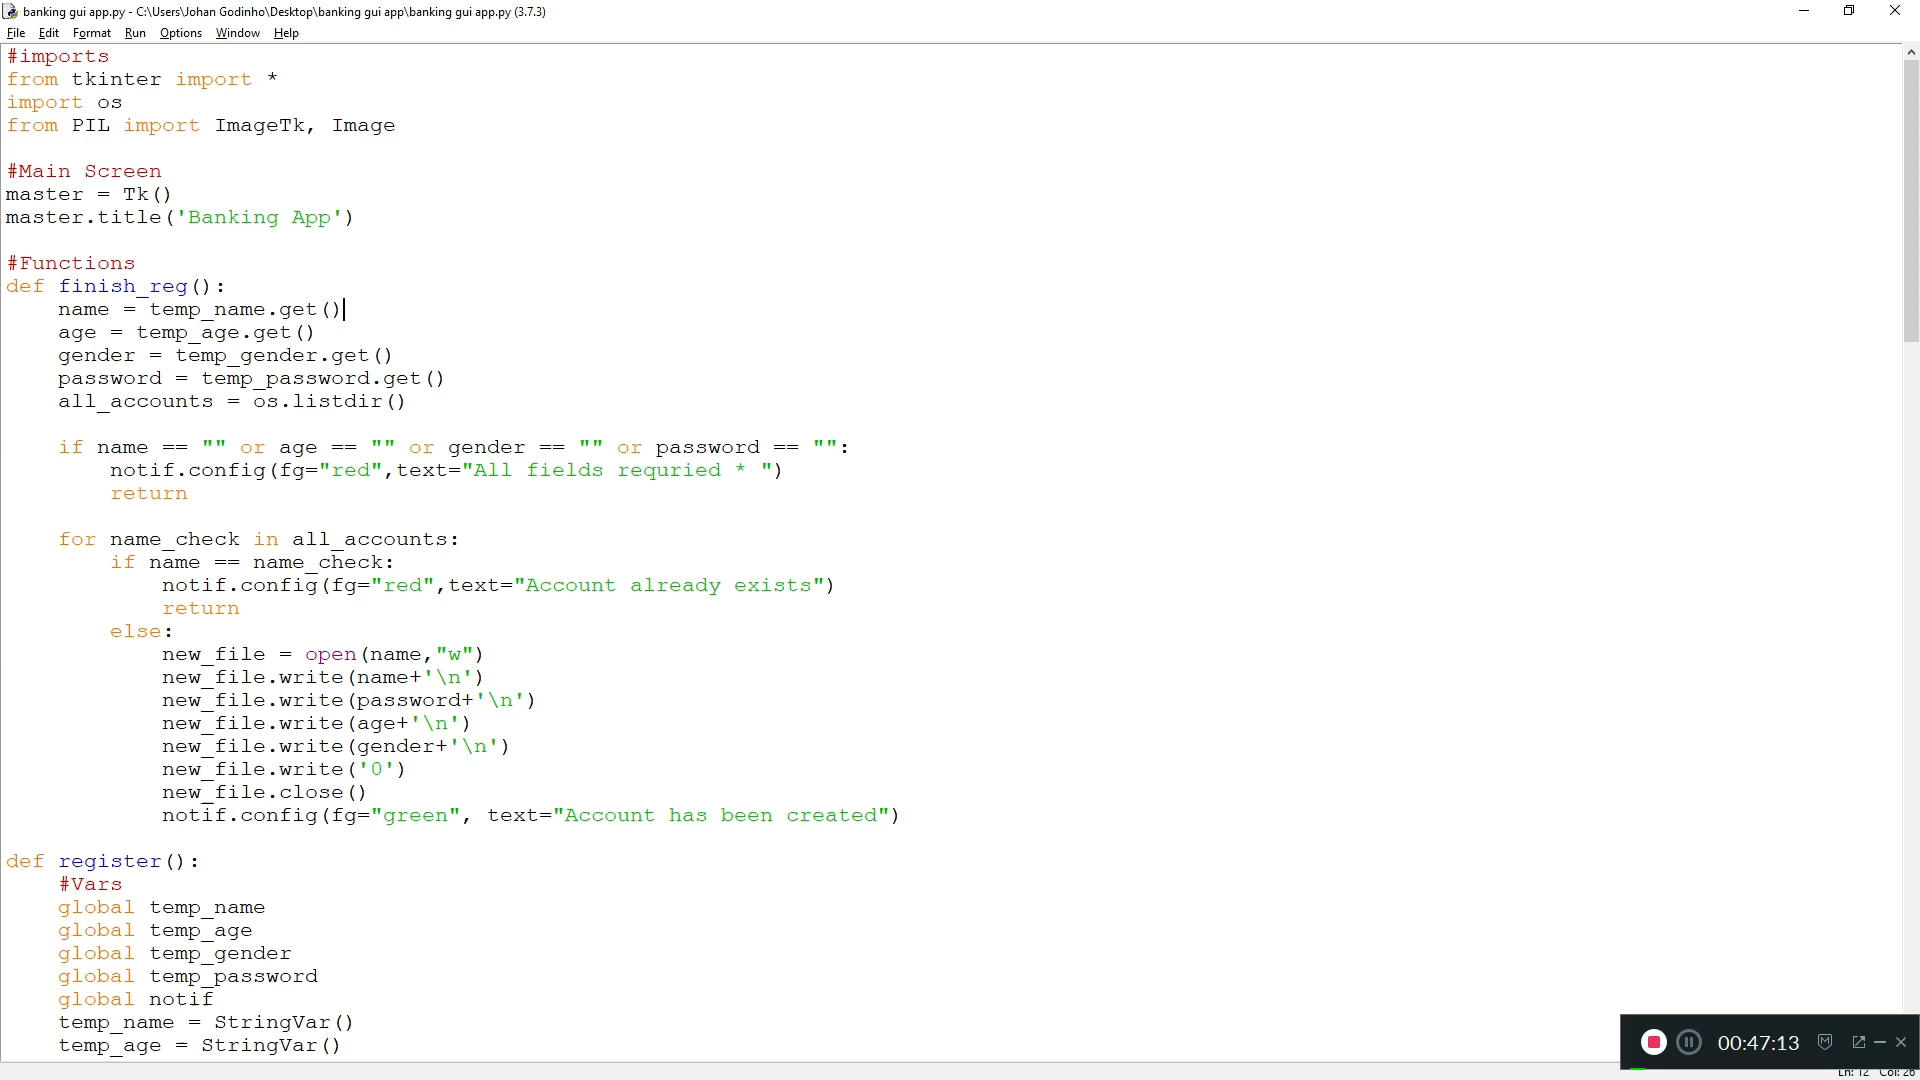 banking gui app.py - C:\Users\Johan Godinho\Desktop\banking gui app\banking gui app.py (3.7.3)
File Edit Format Run Options Window Help
#imports
from tkinter import *
import os
from PIL import ImageTk, Image

#Main Screen
master = Tk()
master.title('Banking App')

#Functions
def finish_reg():
    name = temp_name.get()
    age = temp_age.get()
    gender = temp_gender.get()
    password = temp_password.get()
    all_accounts = os.listdir()

    if name == "" or age == "" or gender == "" or password == "":
        notif.config(fg="red",text="All fields requried * ")
        return

    for name_check in all_accounts:
        if name == name_check:
            notif.config(fg="red",text="Account already exists")
            return
        else:
            new_file = open(name,"w")
            new_file.write(name+'\n')
            new_file.write(password+'\n')
            new_file.write(age+'\n')
            new_file.write(gender+'\n')
            new_file.write('0')
            new_file.close()
            notif.config(fg="green", text="Account has been created")

def register():
    #Vars
    global temp_name
    global temp_age
    global temp_gender
    global temp_password
    global notif
    temp_name = StringVar()
    temp_age = StringVar()
00:47:13
Ln: 12 Col: 26